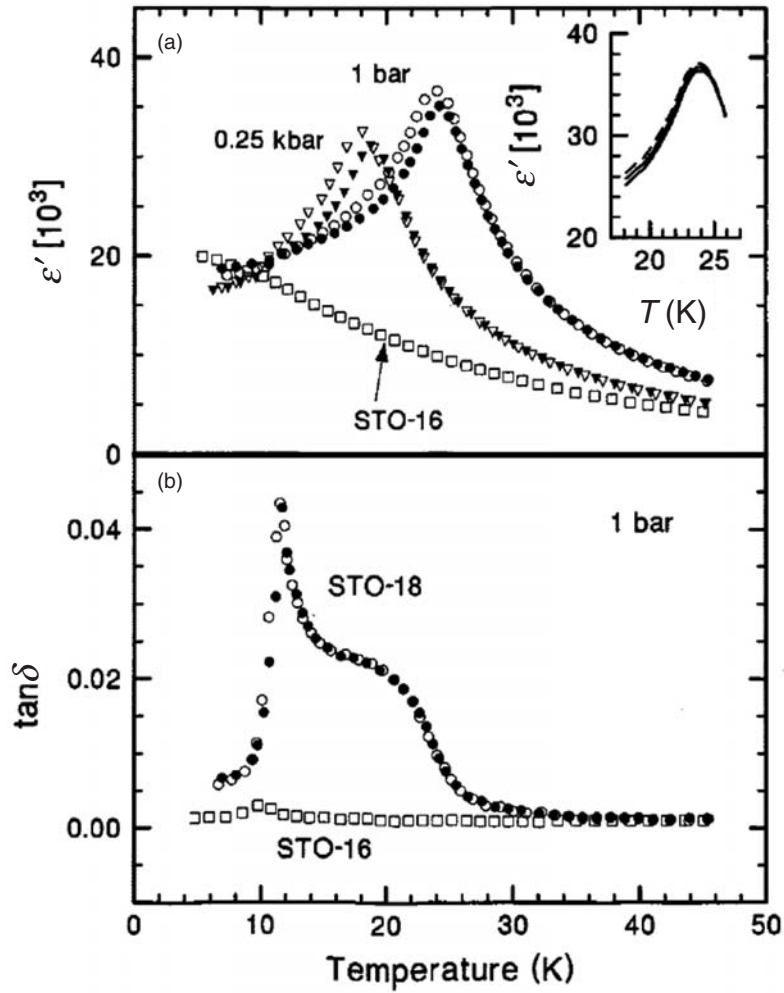 (a)
40
1 bar
0.25 kbar
20
ε′ [10³]
STO-16
0
40
ε′ [10³]
30
20
20 25
T (K)
(b)
1 bar
0.04
STO-18
tanδ
0.02
STO-16
0.00
0 10 20 30 40 50
Temperature (K)